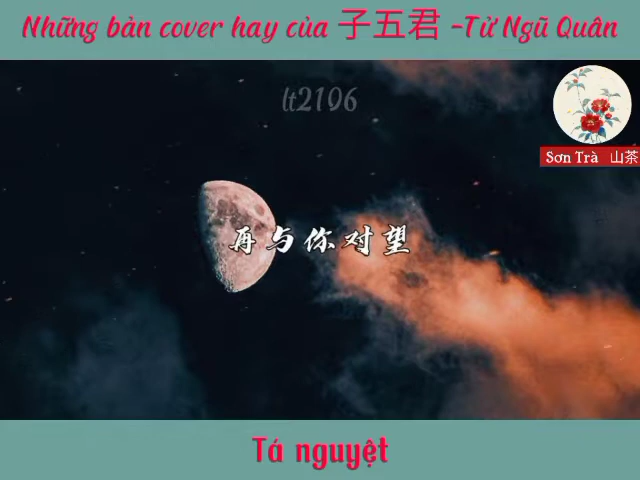 Những bản cover hay của 子五君 -Tử Ngũ Quân
lt2106
Sơn Trà 山茶
再与你对望
Tá nguyệt